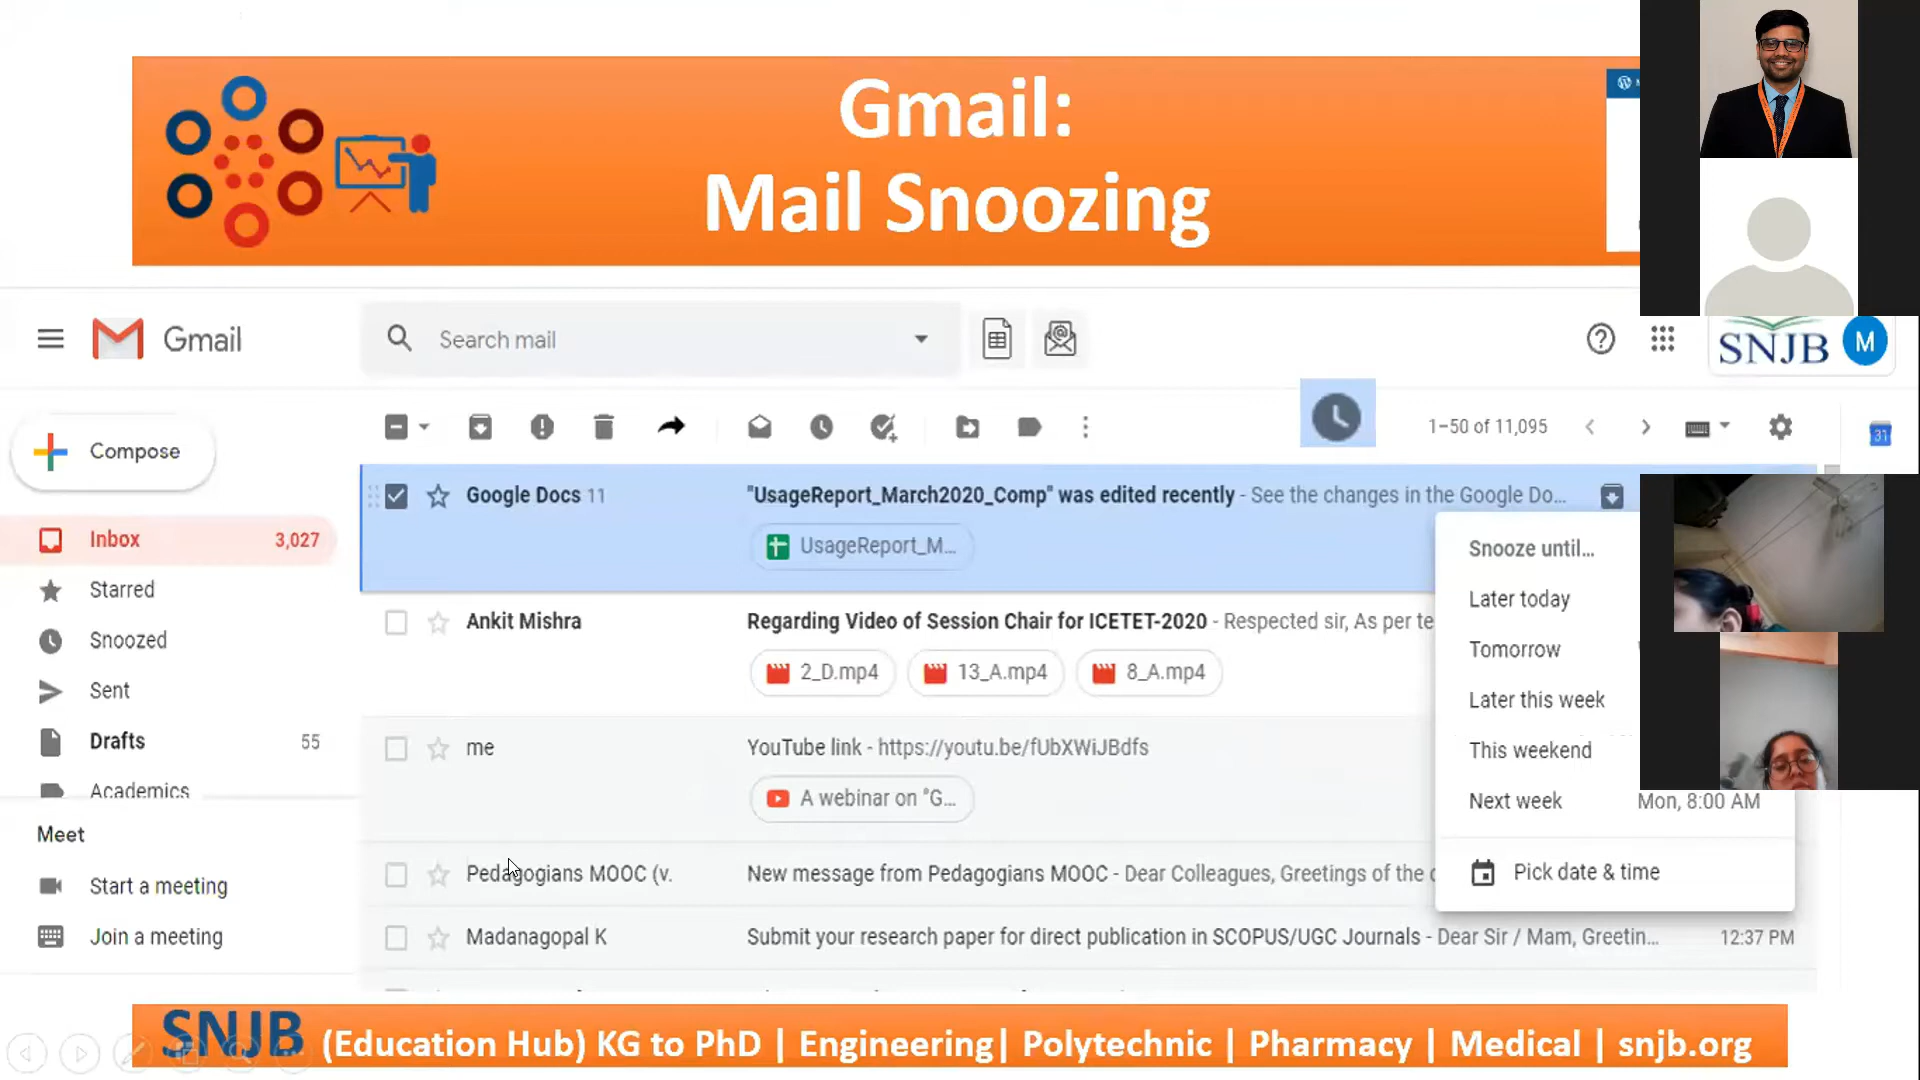 Gmail:
Mail Snoozing
Gmail
Search mail
SNJB
M
1–50 of 11,095
31
Compose
Google Docs 11 "UsageReport_March2020_Comp" was edited recently - See the changes in the Google Do...
UsageReport_M...
Inbox 3,027
Starred
Snoozed
Sent
Drafts 55
Academics
Ankit Mishra Regarding Video of Session Chair for ICETET-2020 - Respected sir, As per te
2_D.mp4 13_A.mp4 8_A.mp4
me YouTube link - https://youtu.be/fUbXWiJBdfs
A webinar on "G...
Pedagogians MOOC (v. New message from Pedagogians MOOC - Dear Colleagues, Greetings of the
Madanagopal K Submit your research paper for direct publication in SCOPUS/UGC Journals - Dear Sir / Mam, Greetin... 12:37 PM
Snooze until...
Later today
Tomorrow
Later this week
This weekend
Next week Mon, 8:00 AM
Pick date & time
Meet
Start a meeting
Join a meeting
SNJB (Education Hub) KG to PhD | Engineering| Polytechnic | Pharmacy | Medical | snjb.org